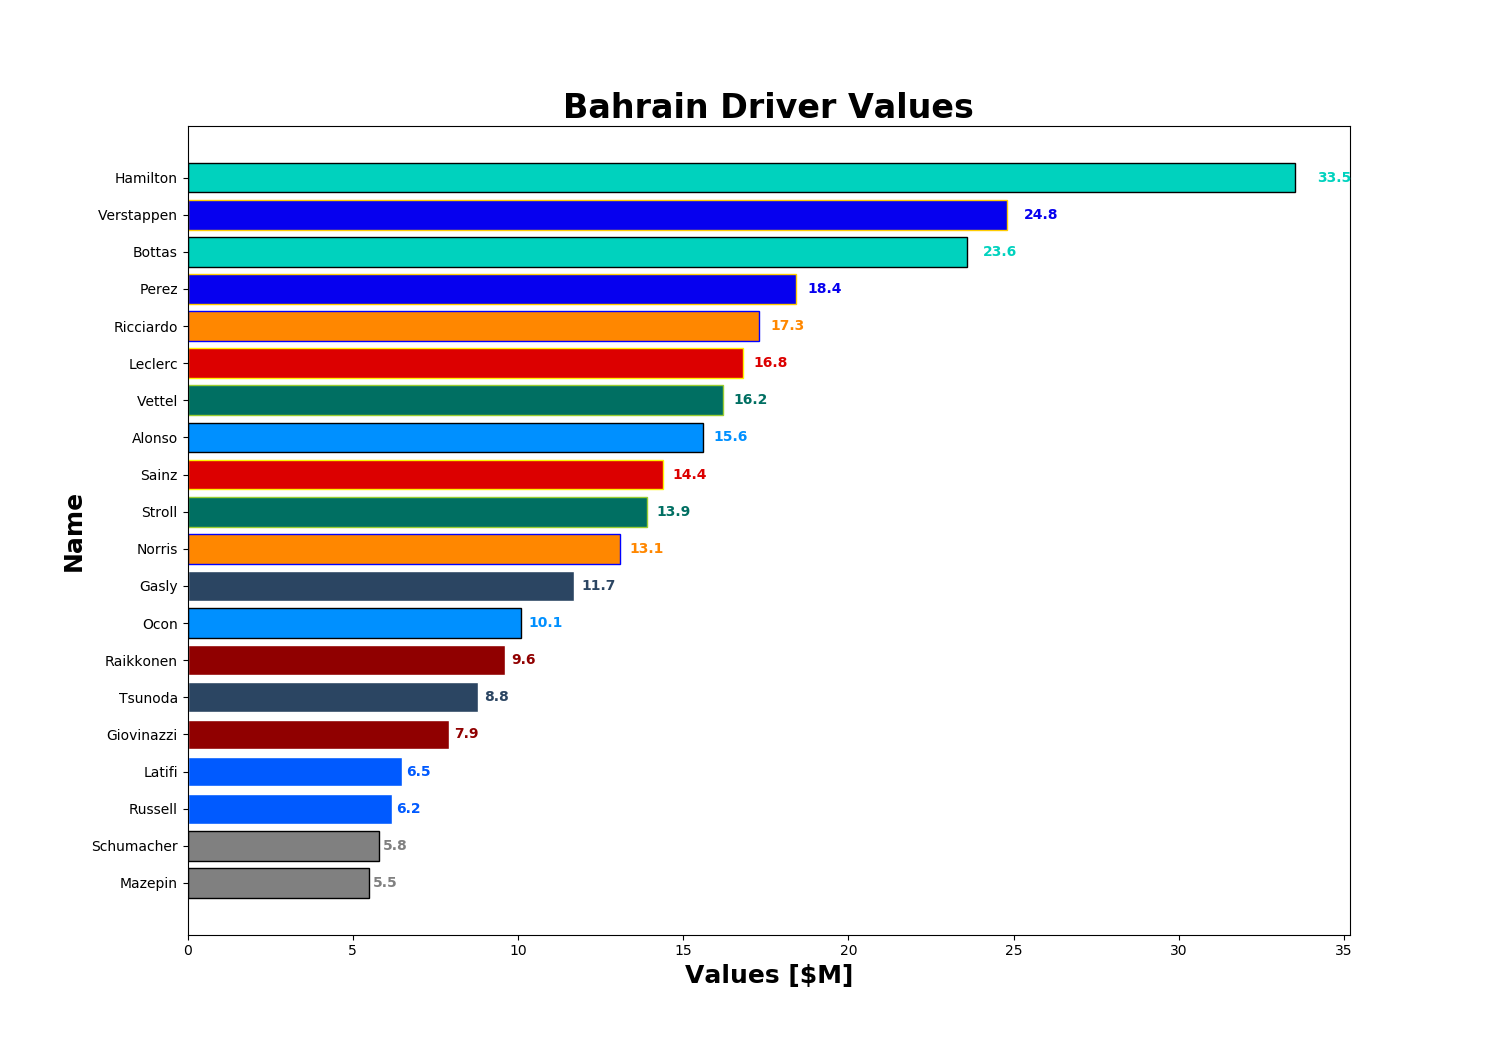 Bahrain Driver Values
Hamilton 33.5
Verstappen 24.8
Bottas 23.6
Perez 18.4
Ricciardo 17.3
Leclerc 16.8
Vettel 16.2
Alonso 15.6
Sainz 14.4
Stroll 13.9
Norris 13.1
Gasly 11.7
Ocon 10.1
Raikkonen 9.6
Tsunoda 8.8
Giovinazzi 7.9
Latifi 6.5
Russell 6.2
Schumacher 5.8
Mazepin 5.5
Name
0 5 10 15 20 25 30 35
Values [$M]